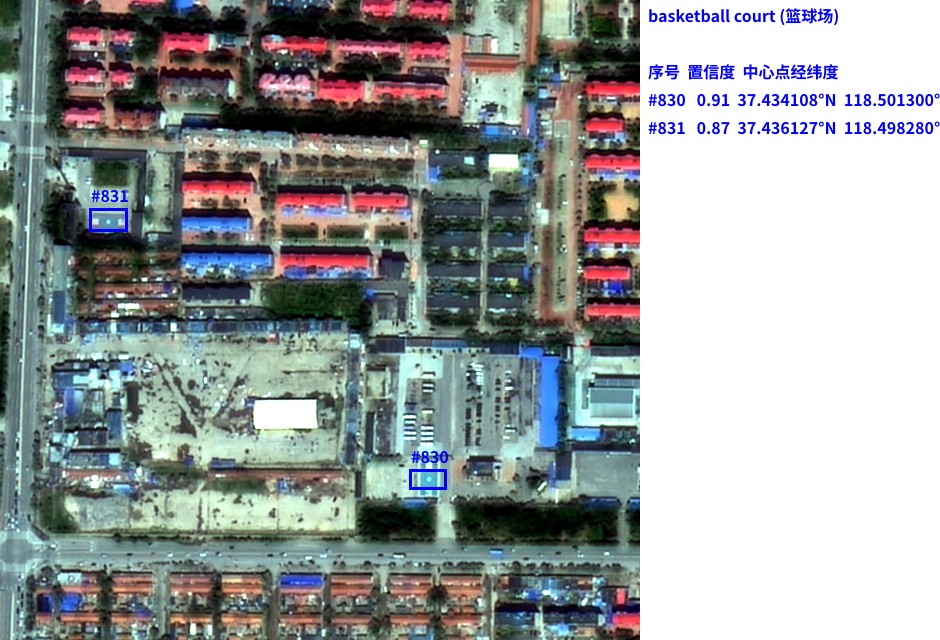 basketball court (篮球场)
序号 置信度 中心点经纬度
#830 0.91 37.434108°N 118.501300°
#831 0.87 37.436127°N 118.498280°
#831
#830